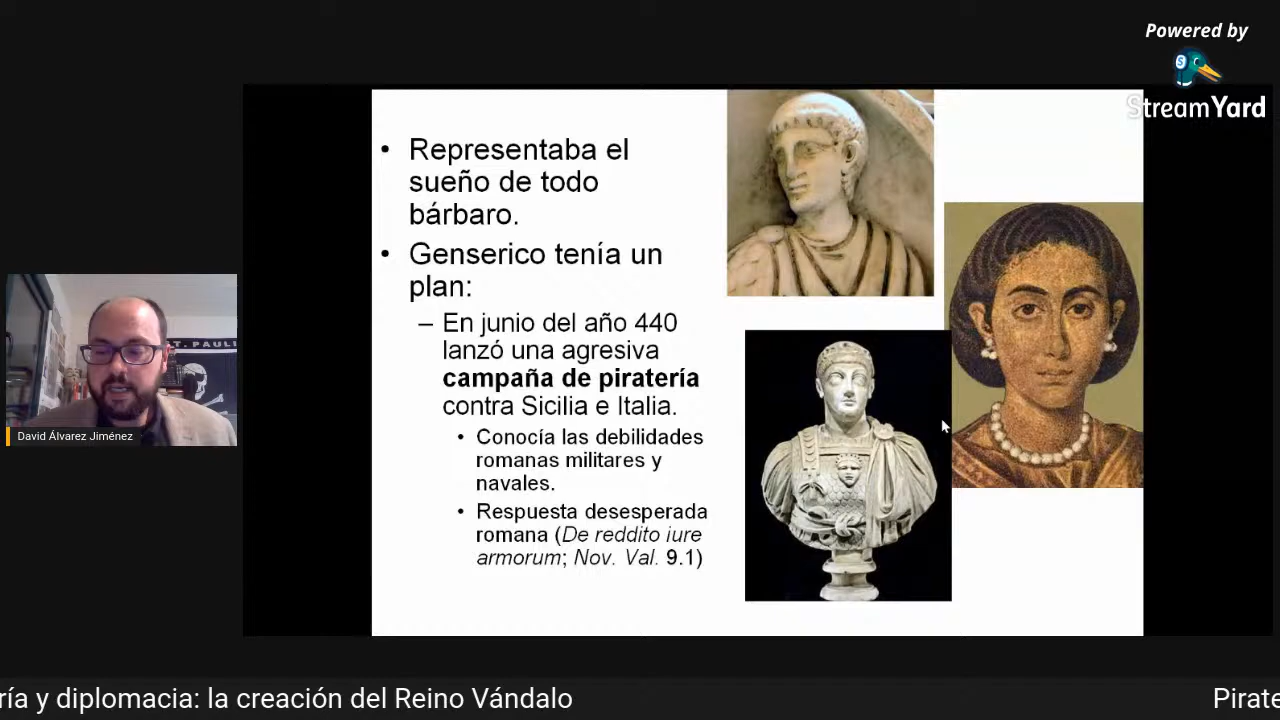 Powered by
StreamYard
• Representaba el
sueño de todo
bárbaro.
• Genserico tenía un
plan:
– En junio del año 440
lanzó una agresiva
campaña de piratería
contra Sicilia e Italia.
• Conocía las debilidades
romanas militares y
navales.
• Respuesta desesperada
romana (De reddito iure
armorum; Nov. Val. 9.1)
T. PAULI
David Álvarez Jiménez
ría y diplomacia: la creación del Reino Vándalo
Pirate